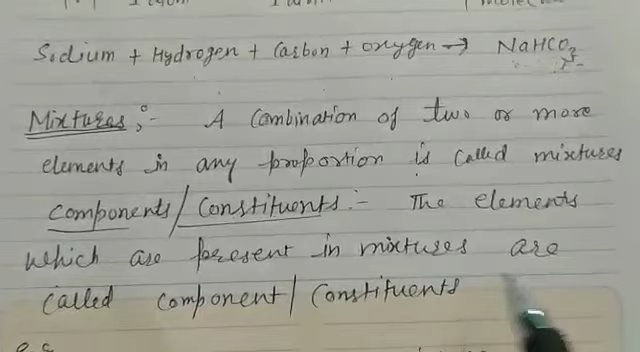 Sodium + Hydrogen + Carbon + oxygen → NaHCO3
Mixtures:- A Combination of two or more
elements in any proportion is called mixtures
Components/Constituents:- The elements
which are present in mixtures are
called component/Constituents